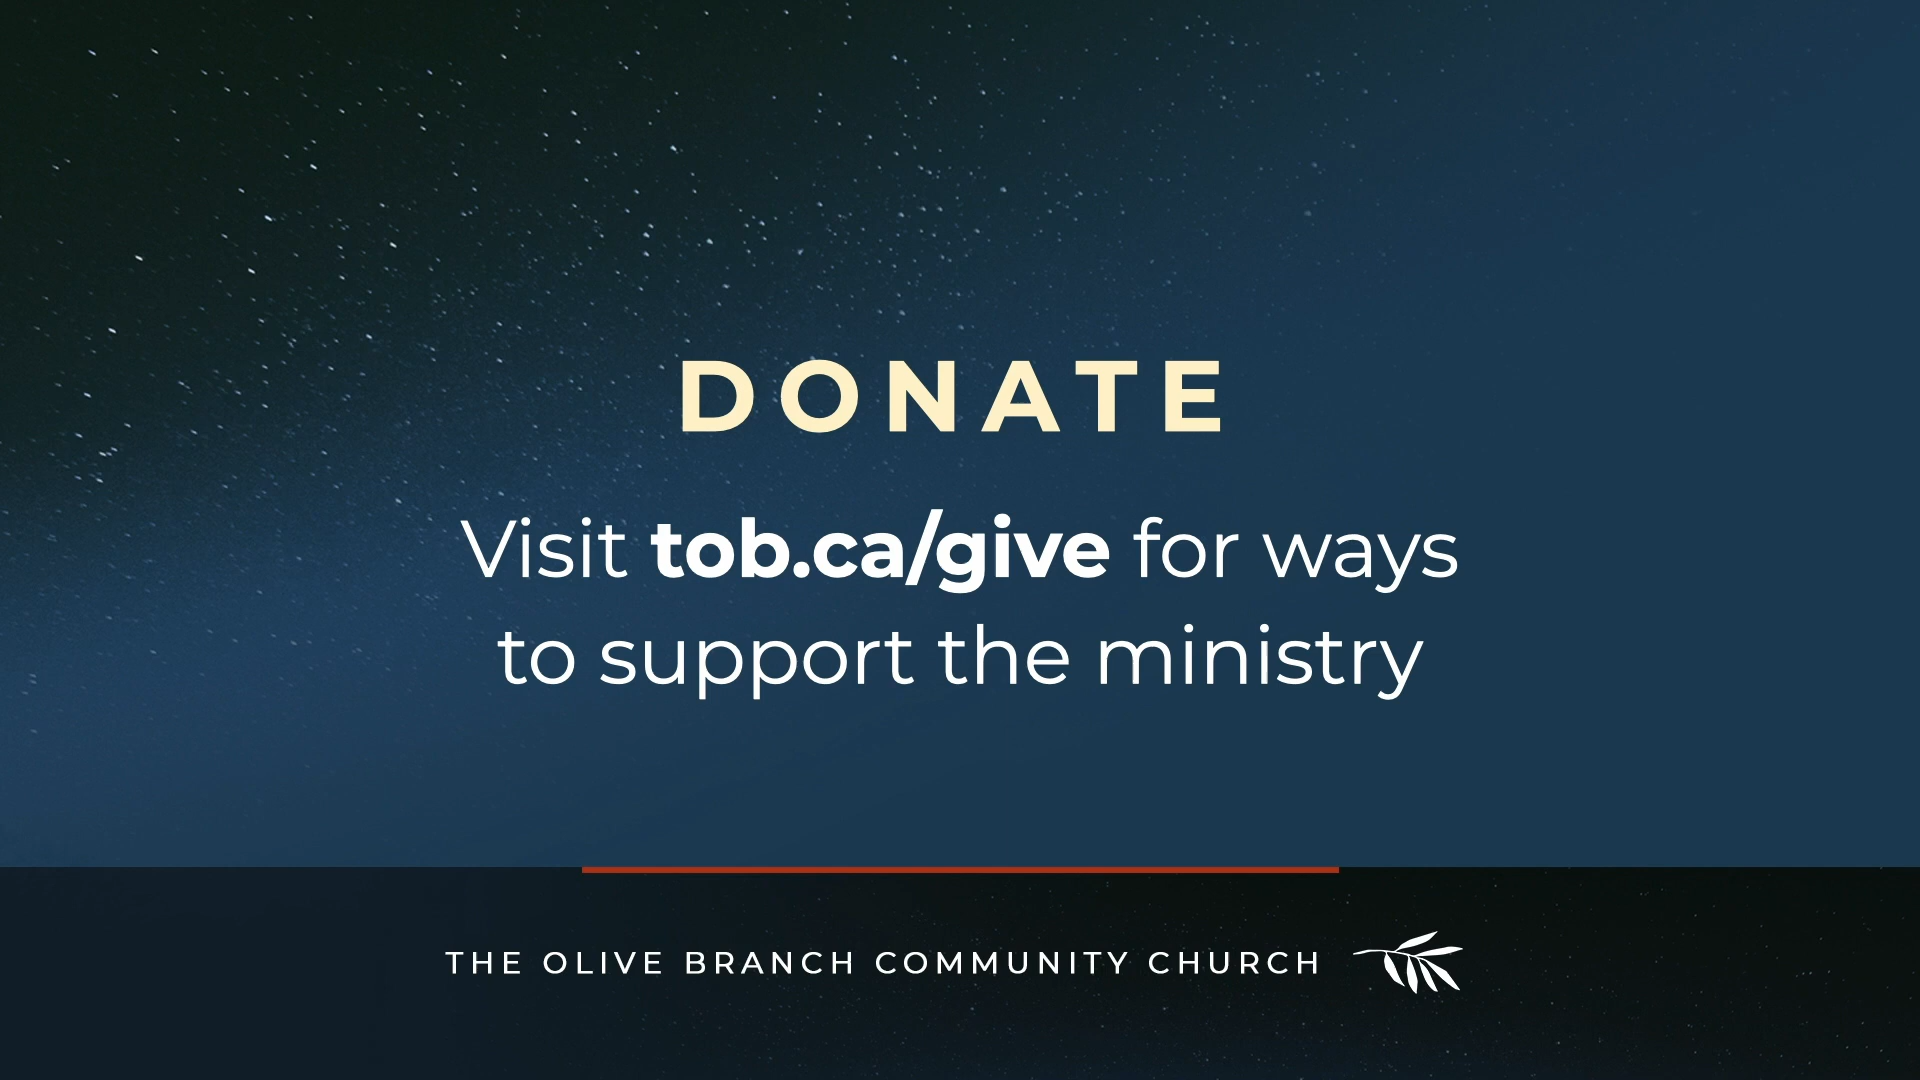 DONATE
Visit tob.ca/give for ways
to support the ministry
THE OLIVE BRANCH COMMUNITY CHURCH